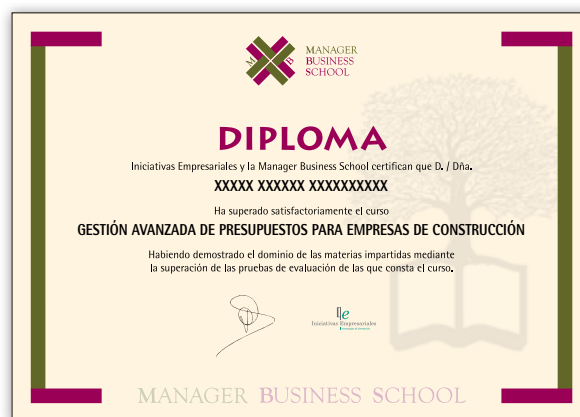 M B
MANAGER
BUSINESS
SCHOOL
DIPLOMA
Iniciativas Empresariales y la Manager Business School certifican que D. / Dña.
XXXXX XXXXXX XXXXXXXXXX
Ha superado satisfactoriamente el curso
GESTIÓN AVANZADA DE PRESUPUESTOS PARA EMPRESAS DE CONSTRUCCIÓN
Habiendo demostrado el dominio de las materias impartidas mediante
la superación de las pruebas de evaluación de las que consta el curso.
Iniciativas Empresariales
MANAGER BUSINESS SCHOOL